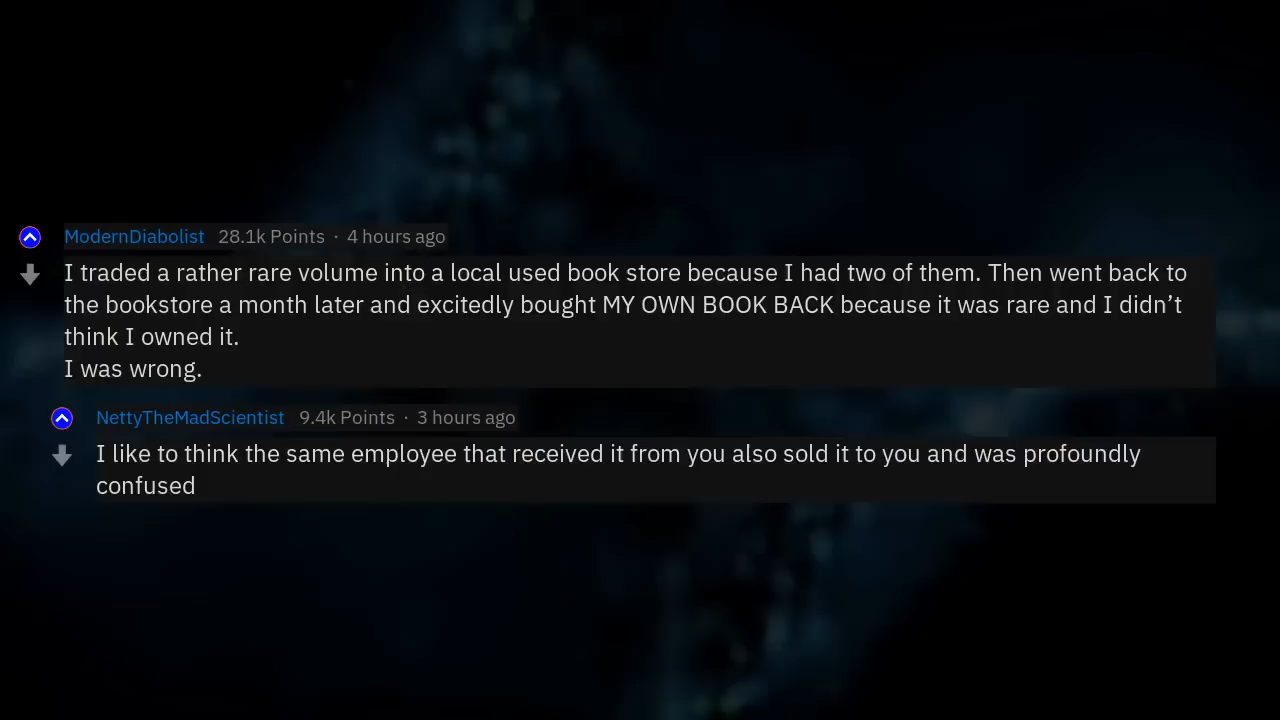 ModernDiabolist 28.1k Points · 4 hours ago
I traded a rather rare volume into a local used book store because I had two of them. Then went back to
the bookstore a month later and excitedly bought MY OWN BOOK BACK because it was rare and I didn’t
think I owned it.
I was wrong.
NettyTheMadScientist 9.4k Points · 3 hours ago
I like to think the same employee that received it from you also sold it to you and was profoundly
confused